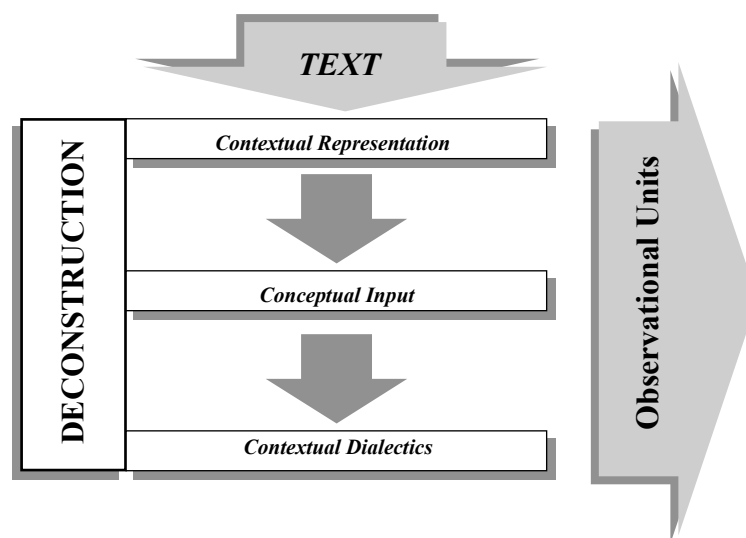 TEXT
DECONSTRUCTION
Contextual Representation
Conceptual Input
Contextual Dialectics
Observational Units